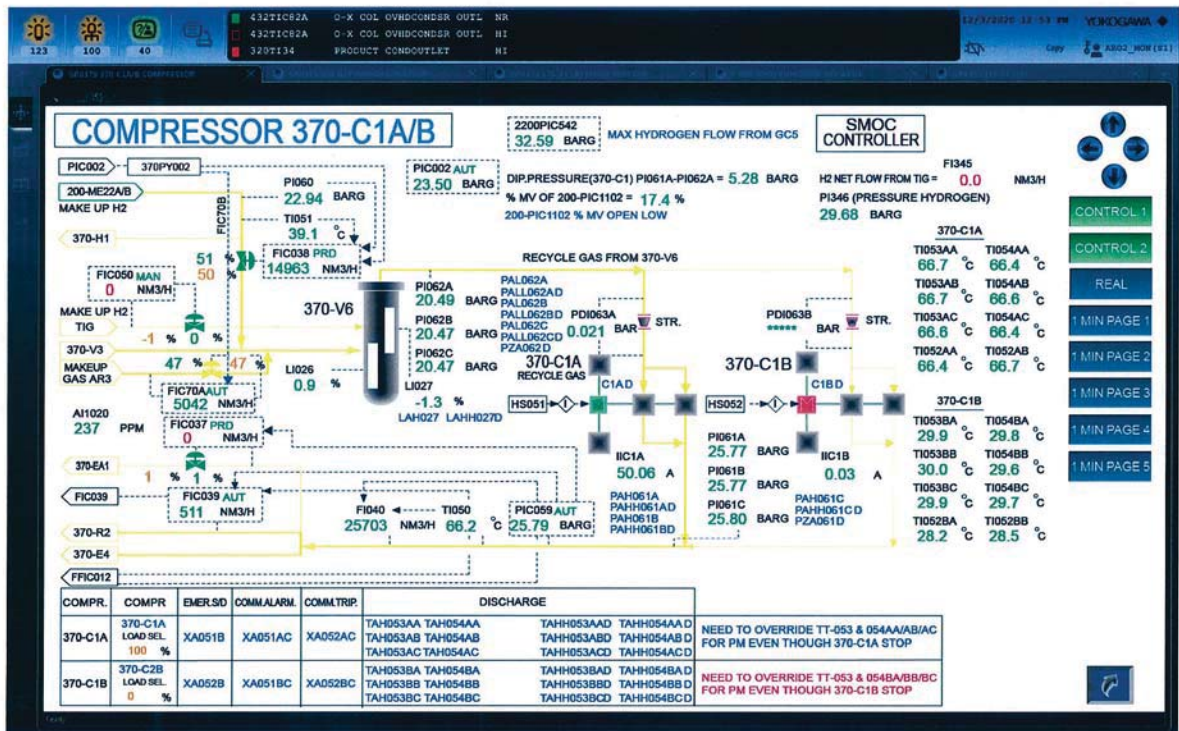 432TIC82A O-X COL OVHDCONDSR OUTL NR
432TIC82A O-X COL OVHDCONDSR OUTL HI
320TI34 PRODUCT CONDOUTLET HI
12/3/2020 12:53 PM YOKOGAWA
123 100 40
Copy
COMPRESSOR 370-C1A/B
2200PIC542
32.59 BARG
MAX HYDROGEN FLOW FROM GC5
SMOC
CONTROLLER
PIC002
370PY002
PIC002 AUT
23.50 BARG
DIP.PRESSURE(370-C1) PI061A-PI062A = 5.28 BARG
% MV OF 200-PIC1102 = 17.4 %
200-PIC1102 % MV OPEN LOW
FI345
H2 NET FLOW FROM TIG = 0.0 NM3/H
PI346 (PRESSURE HYDROGEN)
29.68 BARG
200-ME22A/B
MAKE UP H2
FIC70B
PI060
22.94 BARG
TI051
39.1 °C
370-H1
51 %
50 %
FIC038 PRD
14963 NM3/H
FIC050 MAN
0 NM3/H
MAKE UP H2
TIG
-1 % 0 %
370-V3
MAKEUP
GAS AR3
47 % 47 %
FIC70A AUT
5042 NM3/H
AI1020
237 PPM
FIC037 PRD
0 NM3/H
370-EA1
1 % 1 %
FIC039
FIC039 AUT
511 NM3/H
370-R2
370-E4
FFIC012
370-V6
RECYCLE GAS FROM 370-V6
PI062A
20.49 BARG
PI062B
20.47 BARG
PI062C
20.47 BARG
LI026
0.9 %
LI027
-1.3 %
LAH027 LAHH027D
PAL062A
PALL062AD
PAL062B
PALL062BD
PAL062C
PALL062CD
PZA062D
PDI063A
0.021 BAR
STR.
370-C1A
RECYCLE GAS
C1AD
HS051
I
IIC1A
50.06 A
PAH061A
PAHH061AD
PAH061B
PAHH061BD
PDI063B
***** BAR
STR.
370-C1B
C1BD
HS052
I
IIC1B
0.03 A
PI061A
25.77 BARG
PI061B
25.77 BARG
PI061C
25.80 BARG
PAH061C
PAHH061CD
PZA061D
FI040
25703 NM3/H
TI050
66.2 °C
PIC059 AUT
25.79 BARG
370-C1A
TI053AA TI054AA
66.7 °C 66.4 °C
TI053AB TI054AB
66.7 °C 66.6 °C
TI053AC TI054AC
66.6 °C 66.4 °C
TI052AA TI052AB
66.4 °C 66.7 °C
370-C1B
TI053BA TI054BA
29.9 °C 29.8 °C
TI053BB TI054BB
30.0 °C 29.6 °C
TI053BC TI054BC
29.9 °C 29.7 °C
TI052BA TI052BB
28.2 °C 28.5 °C
CONTROL 1
CONTROL 2
REAL
1 MIN PAGE 1
1 MIN PAGE 2
1 MIN PAGE 3
1 MIN PAGE 4
1 MIN PAGE 5
COMPR. COMPR EMER.S/D COMM.ALARM. COMM.TRIP. DISCHARGE
370-C1A 370-C1A LOAD SEL. 100 % XA051B XA051AC XA052AC
TAH053AA TAH054AA TAHH053AAD TAHH054AAD
TAH053AB TAH054AB TAHH053ABD TAHH054ABD
TAH053AC TAH054AC TAHH053ACD TAHH054ACD
NEED TO OVERRIDE TT-053 & 054AA/AB/AC
FOR PM EVEN THOUGH 370-C1A STOP
370-C1B 370-C2B LOAD SEL. 0 % XA052B XA051BC XA052BC
TAH053BA TAH054BA TAHH053BAD TAHH054BAD
TAH053BB TAH054BB TAHH053BBD TAHH054BBD
TAH053BC TAH054BC TAHH053BCD TAHH054BCD
NEED TO OVERRIDE TT-053 & 054BA/BB/BC
FOR PM EVEN THOUGH 370-C1B STOP